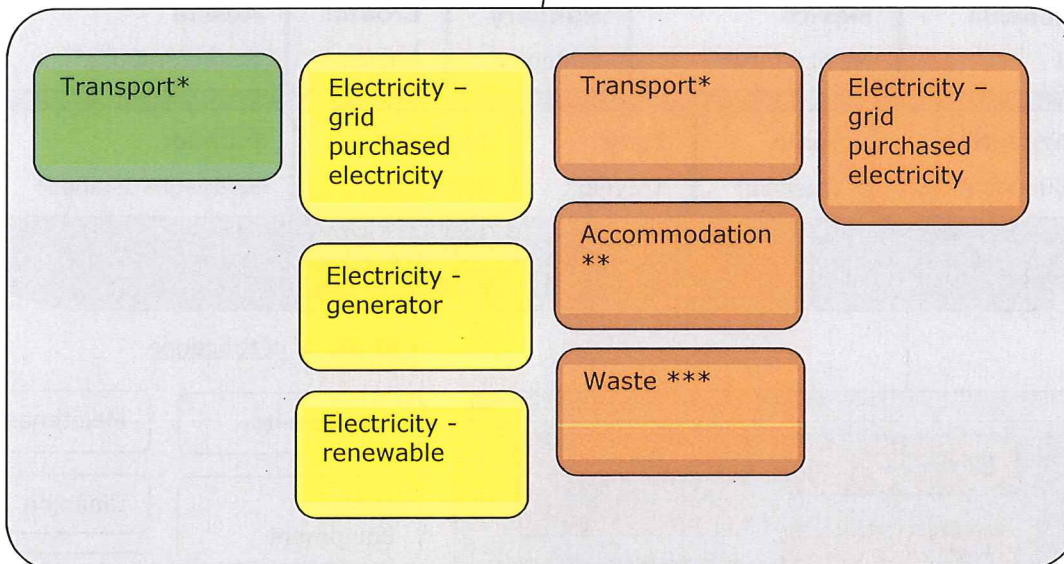 Transport*
Electricity –
grid
purchased
electricity
Electricity -
generator
Electricity -
renewable
Transport*
Accommodation
**
Waste ***
Electricity –
grid
purchased
electricity